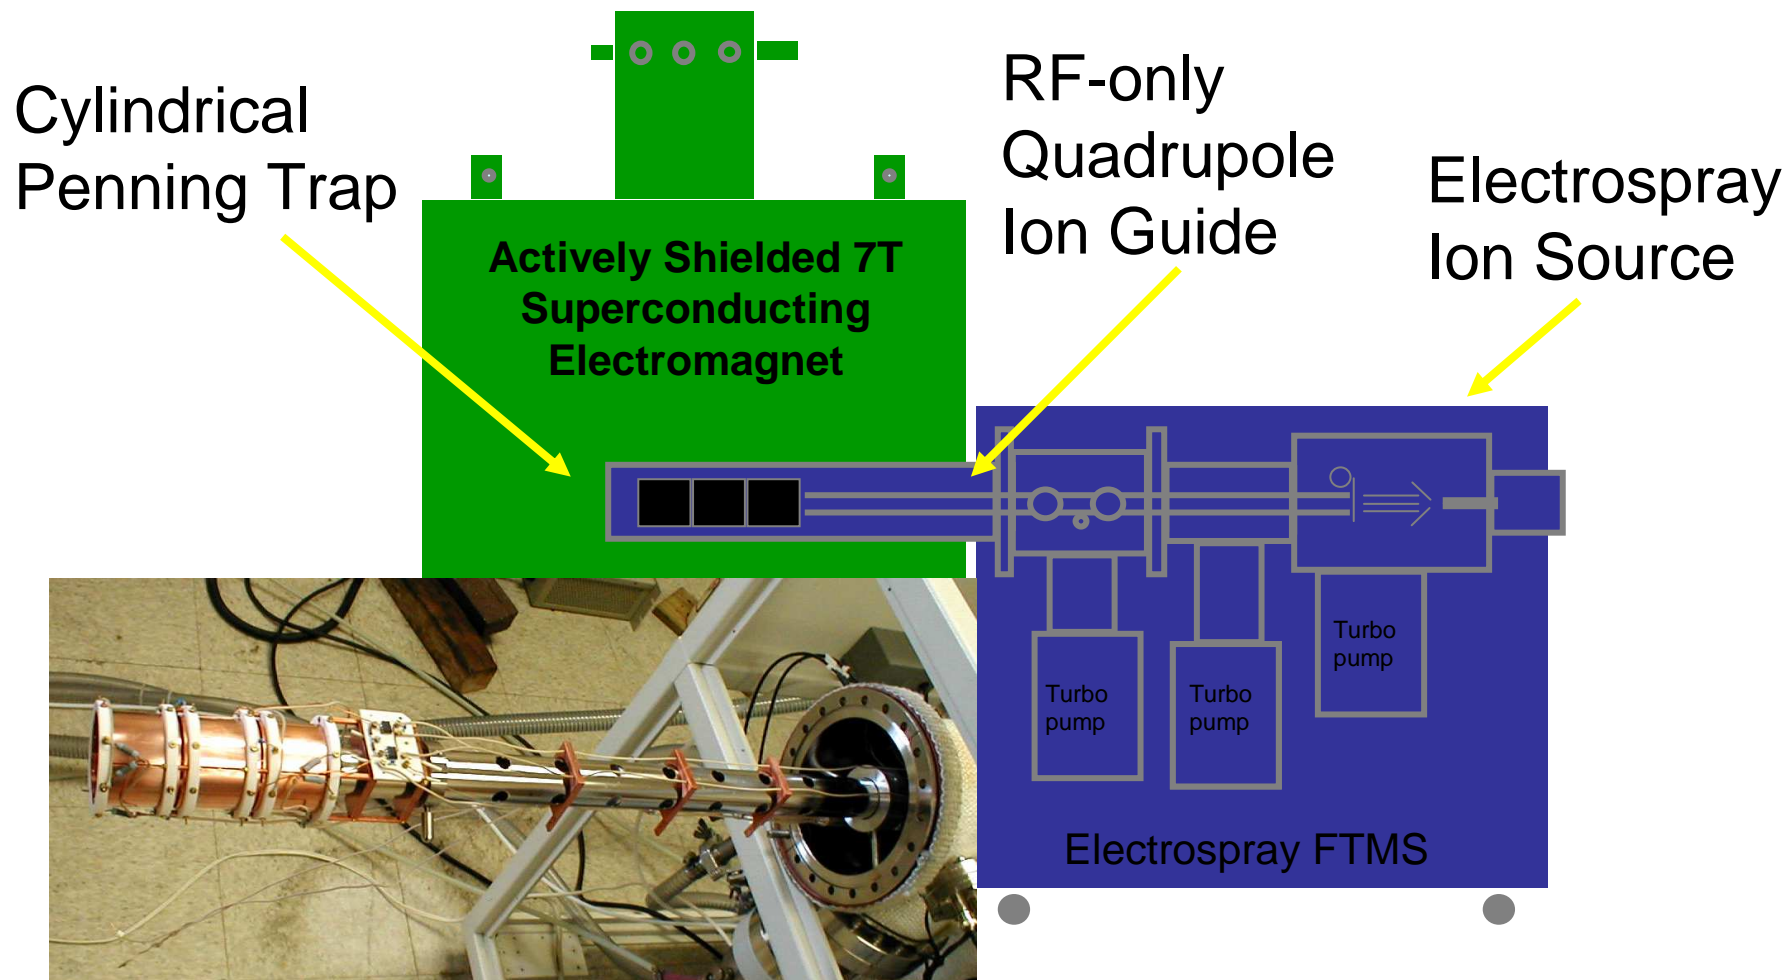 Cylindrical
Penning Trap
RF-only
Quadrupole
Ion Guide
Electrospray
Ion Source
Actively Shielded 7T
Superconducting
Electromagnet
Turbo
pump
Turbo
pump
Turbo
pump
Electrospray FTMS